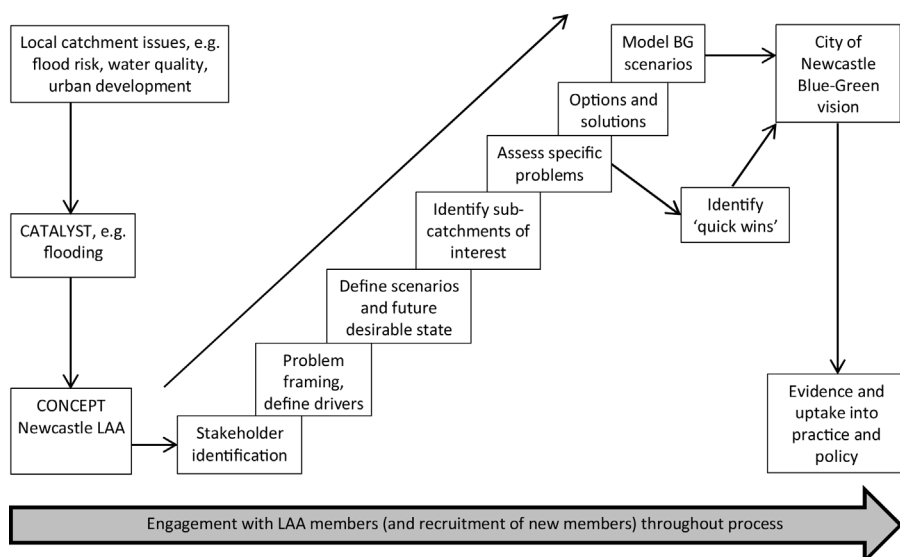 Local catchment issues, e.g.
flood risk, water quality,
urban development
CATALYST, e.g.
flooding
CONCEPT
Newcastle LAA
Stakeholder
identification
Problem
framing,
define drivers
Define scenarios
and future
desirable state
Identify sub-
catchments of
interest
Assess specific
problems
Options and
solutions
Model BG
scenarios
Identify
‘quick wins’
City of
Newcastle
Blue-Green
vision
Evidence and
uptake into
practice and
policy
Engagement with LAA members (and recruitment of new members) throughout process